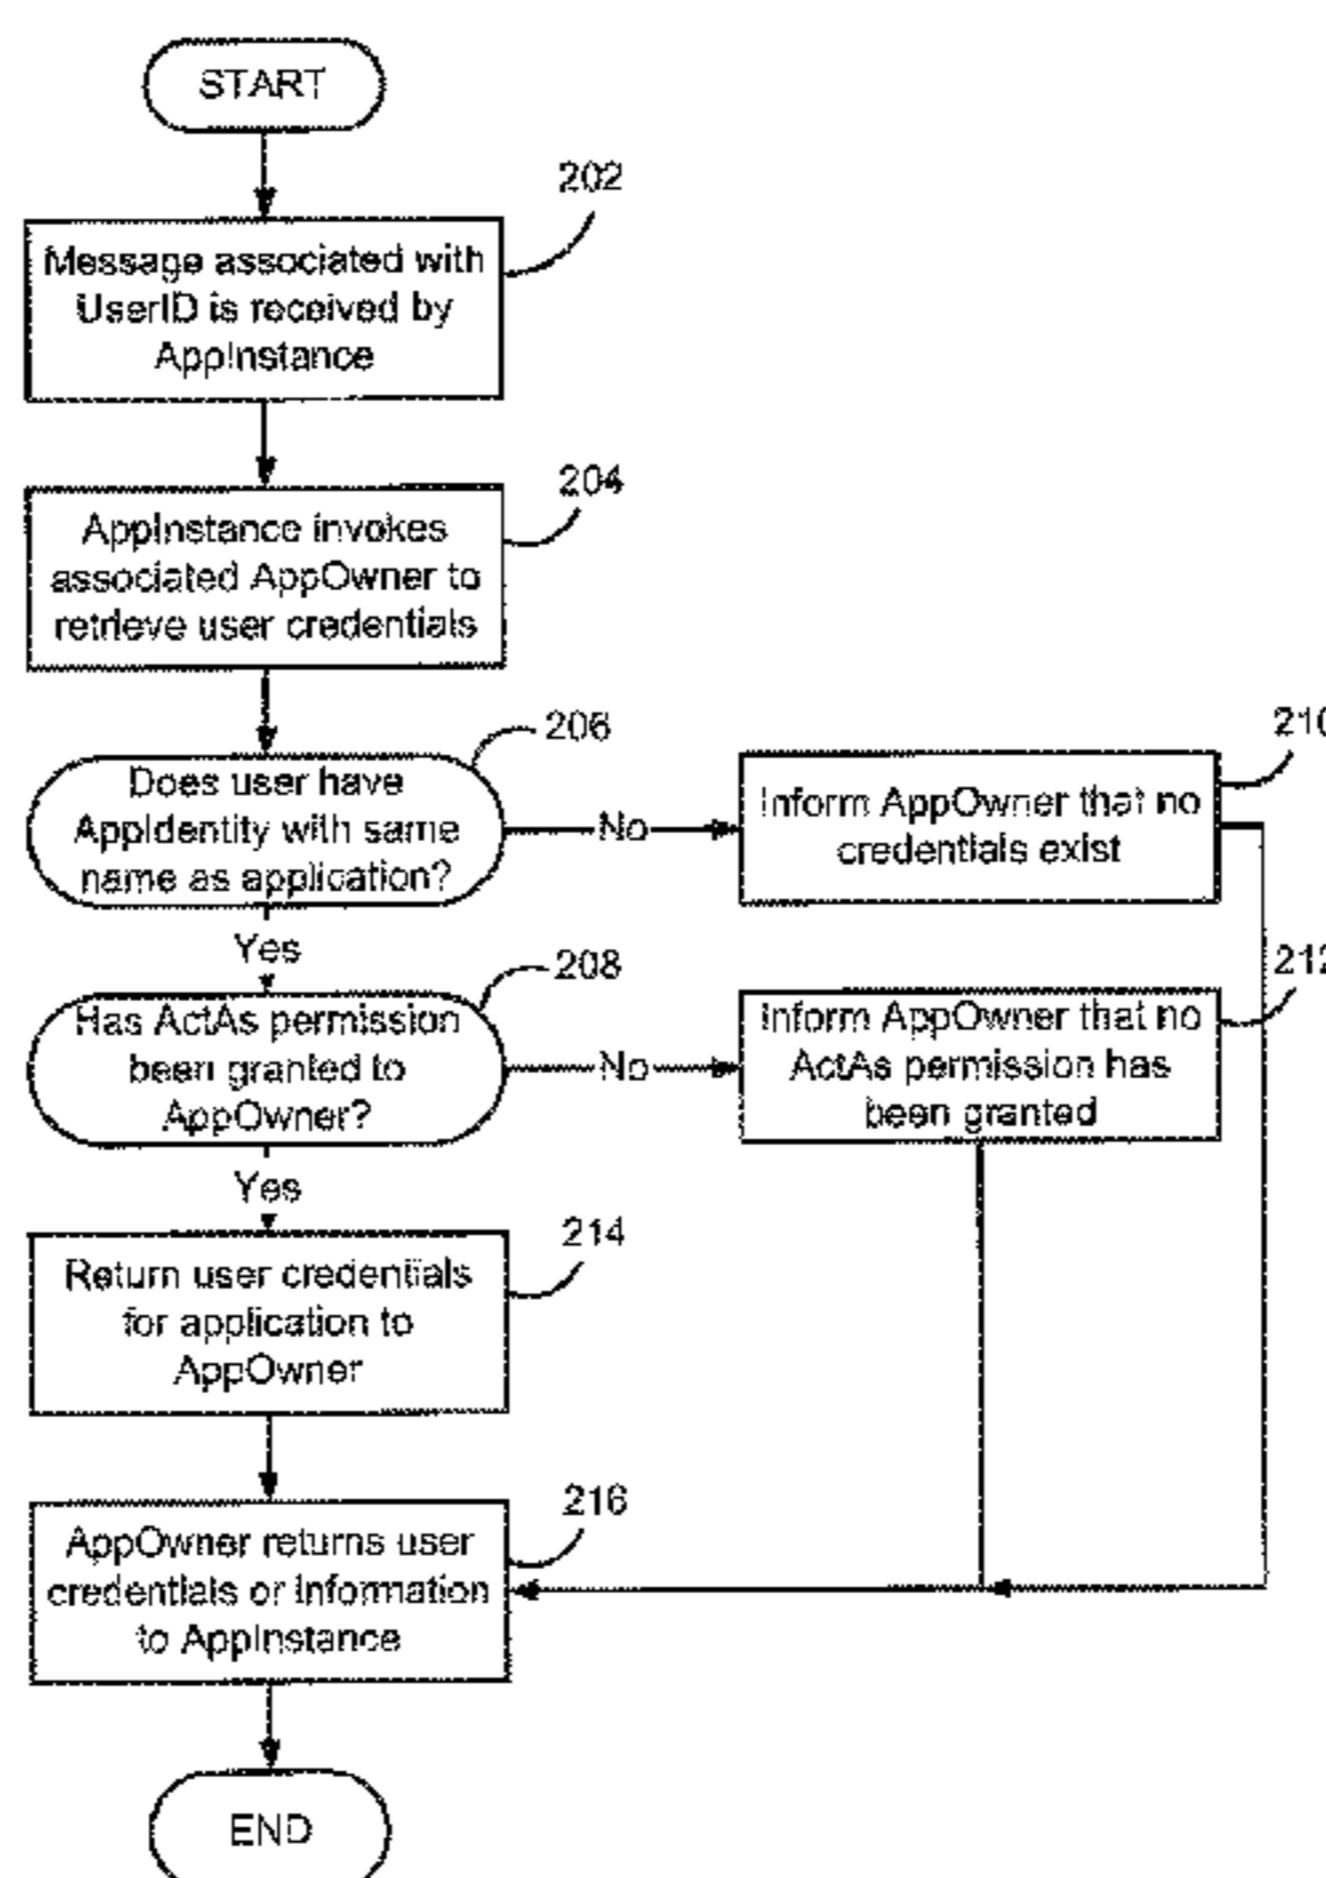 START
202
Message associated with
UserID is received by
AppInstance
204
AppInstance invokes
associated AppOwner to
retrieve user credentials
206
Does user have
AppIdentity with same
name as application?
No
210
Inform AppOwner that no
credentials exist
Yes
208
Has ActAs permission
been granted to
AppOwner?
No
212
Inform AppOwner that no
ActAs permission has
been granted
Yes
214
Return user credentials
for application to
AppOwner
216
AppOwner returns user
credentials or information
to AppInstance
END